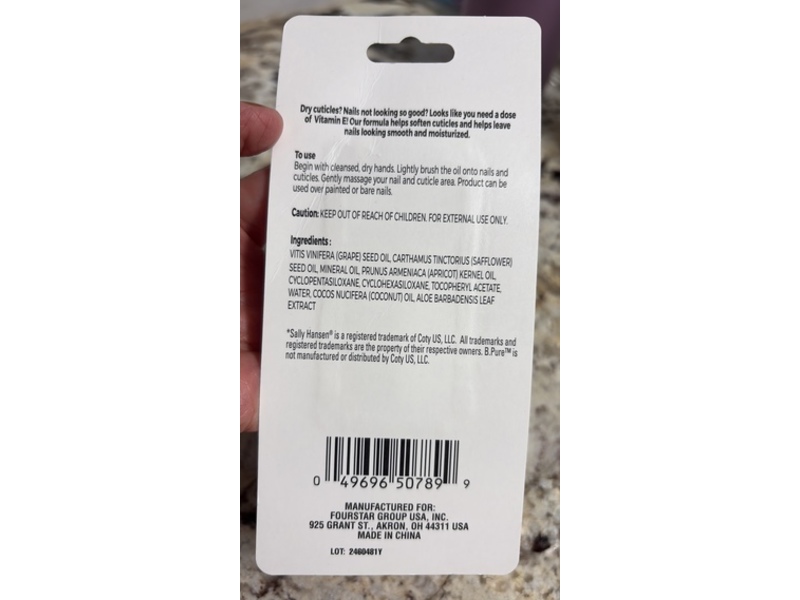 Dry cuticles? Nails not looking so good? Looks like you need a dose
of Vitamin E! Our formula helps soften cuticles and helps leave
nails looking smooth and moisturized.
To use
Begin with cleansed, dry hands. Lightly brush the oil onto nails and
cuticles. Gently massage your nail and cuticle area. Product can be
used over painted or bare nails.
Caution: KEEP OUT OF REACH OF CHILDREN. FOR EXTERNAL USE ONLY.
Ingredients:
VITIS VINIFERA (GRAPE) SEED OIL, CARTHAMUS TINCTORIUS (SAFFLOWER)
SEED OIL, MINERAL OIL, PRUNUS ARMENIACA (APRICOT) KERNEL OIL,
CYCLOPENTASILOXANE, CYCLOHEXASILOXANE, TOCOPHERYL ACETATE,
WATER, COCOS NUCIFERA (COCONUT) OIL, ALOE BARBADENSIS LEAF
EXTRACT
*Sally Hansen® is a registered trademark of Coty US, LLC. All trademarks and
registered trademarks are the property of their respective owners. B.Pure™ is
not manufactured or distributed by Coty US, LLC.
0 49696 50789 9
MANUFACTURED FOR:
FOURSTAR GROUP USA, INC.
925 GRANT ST., AKRON, OH 44311 USA
MADE IN CHINA
LOT: 2460481Y